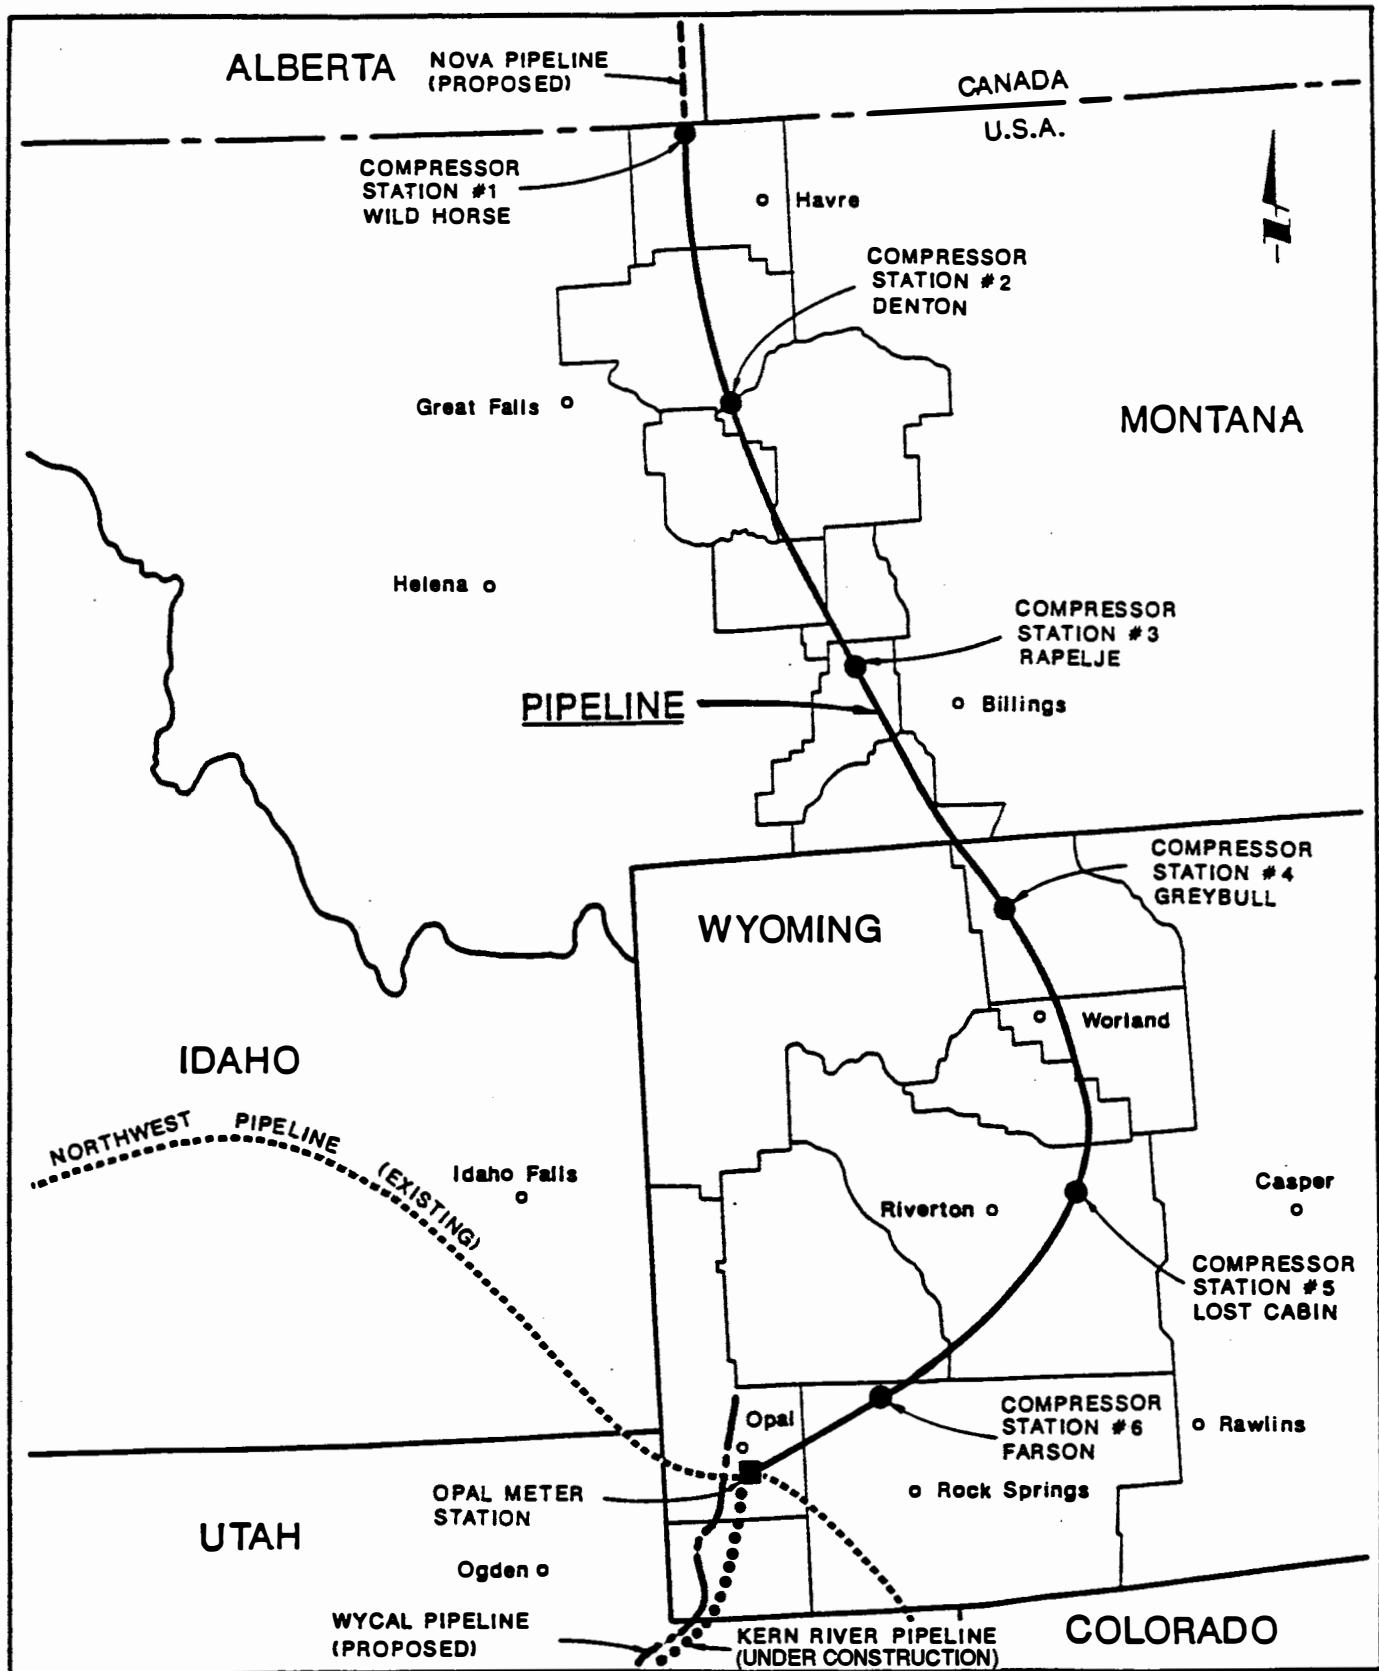 ALBERTA
NOVA PIPELINE
(PROPOSED)
CANADA
U.S.A.
COMPRESSOR
STATION #1
WILD HORSE
Havre
COMPRESSOR
STATION #2
DENTON
Great Falls
MONTANA
Helena
COMPRESSOR
STATION #3
RAPELJE
PIPELINE
Billings
COMPRESSOR
STATION #4
GREYBULL
WYOMING
Worland
IDAHO
NORTHWEST PIPELINE (EXISTING)
Idaho Falls
Riverton
Casper
COMPRESSOR
STATION #5
LOST CABIN
COMPRESSOR
STATION #6
FARSON
Opal
Rawlins
OPAL METER
STATION
Rock Springs
UTAH
Ogden
WYCAL PIPELINE
(PROPOSED)
KERN RIVER PIPELINE
(UNDER CONSTRUCTION)
COLORADO